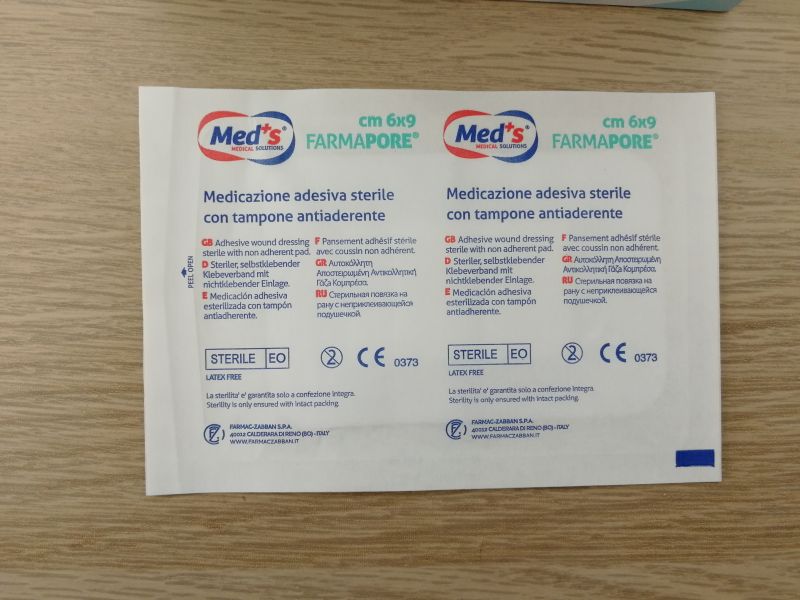 Med+s®
MEDICAL SOLUTIONS
cm 6x9
FARMAPORE®
Medicazione adesiva sterile
con tampone antiaderente
GB Adhesive wound dressing
sterile with non adherent pad.
D Steriler, selbstklebender
Klebeverband mit
nichtklebender Einlage.
E Medicación adhesiva
esterilizada con tampón
antiadherente.
F Pansement adhésif stérile
avec coussin non adhérent.
GR Αυτοκόλλητη
Αποστειρωμένη Αντικολλητική
Γάζα Κομπρέσα.
RU Стерильная повязка на
рану с неприклеивающейся
подушечкой.
PEEL OPEN
STERILE EO
2
CE 0373
LATEX FREE
La sterilita' e' garantita solo a confezione integra.
Sterility is only ensured with intact packing.
FARMAC-ZABBAN S.P.A.
40012 CALDERARA DI RENO (BO) -ITALY
WWW.FARMACZABBAN.IT
Med+s®
MEDICAL SOLUTIONS
cm 6x9
FARMAPORE®
Medicazione adesiva sterile
con tampone antiaderente
GB Adhesive wound dressing
sterile with non adherent pad.
D Steriler, selbstklebender
Klebeverband mit
nichtklebender Einlage.
E Medicación adhesiva
esterilizada con tampón
antiadherente.
F Pansement adhésif stérile
avec coussin non adhérent.
GR Αυτοκόλλητη Αποστειρωμένη
Αντικολλητική Γάζα Κομπρέσα.
RU Стерильная повязка на
рану с неприклеивающейся
подушечкой.
STERILE EO
2
CE 0373
LATEX FREE
La sterilita' e' garantita solo a confezione integra.
Sterility is only ensured with intact packing.
FARMAC-ZABBAN S.P.A.
40012 CALDERARA DI RENO (BO) -ITALY
WWW.FARMACZABBAN.IT